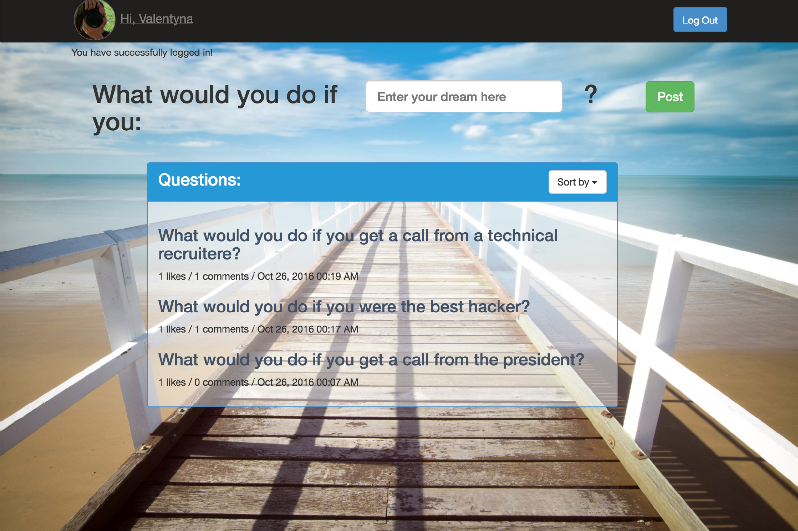 Hi, Valentyna
Log Out
You have successfully logged in!
What would you do if
you:
Enter your dream here
?
Post
Questions:
Sort by
What would you do if you get a call from a technical
recruitere?
1 likes / 1 comments / Oct 26, 2016 00:19 AM
What would you do if you were the best hacker?
1 likes / 1 comments / Oct 26, 2016 00:17 AM
What would you do if you get a call from the president?
1 likes / 0 comments / Oct 26, 2016 00:07 AM